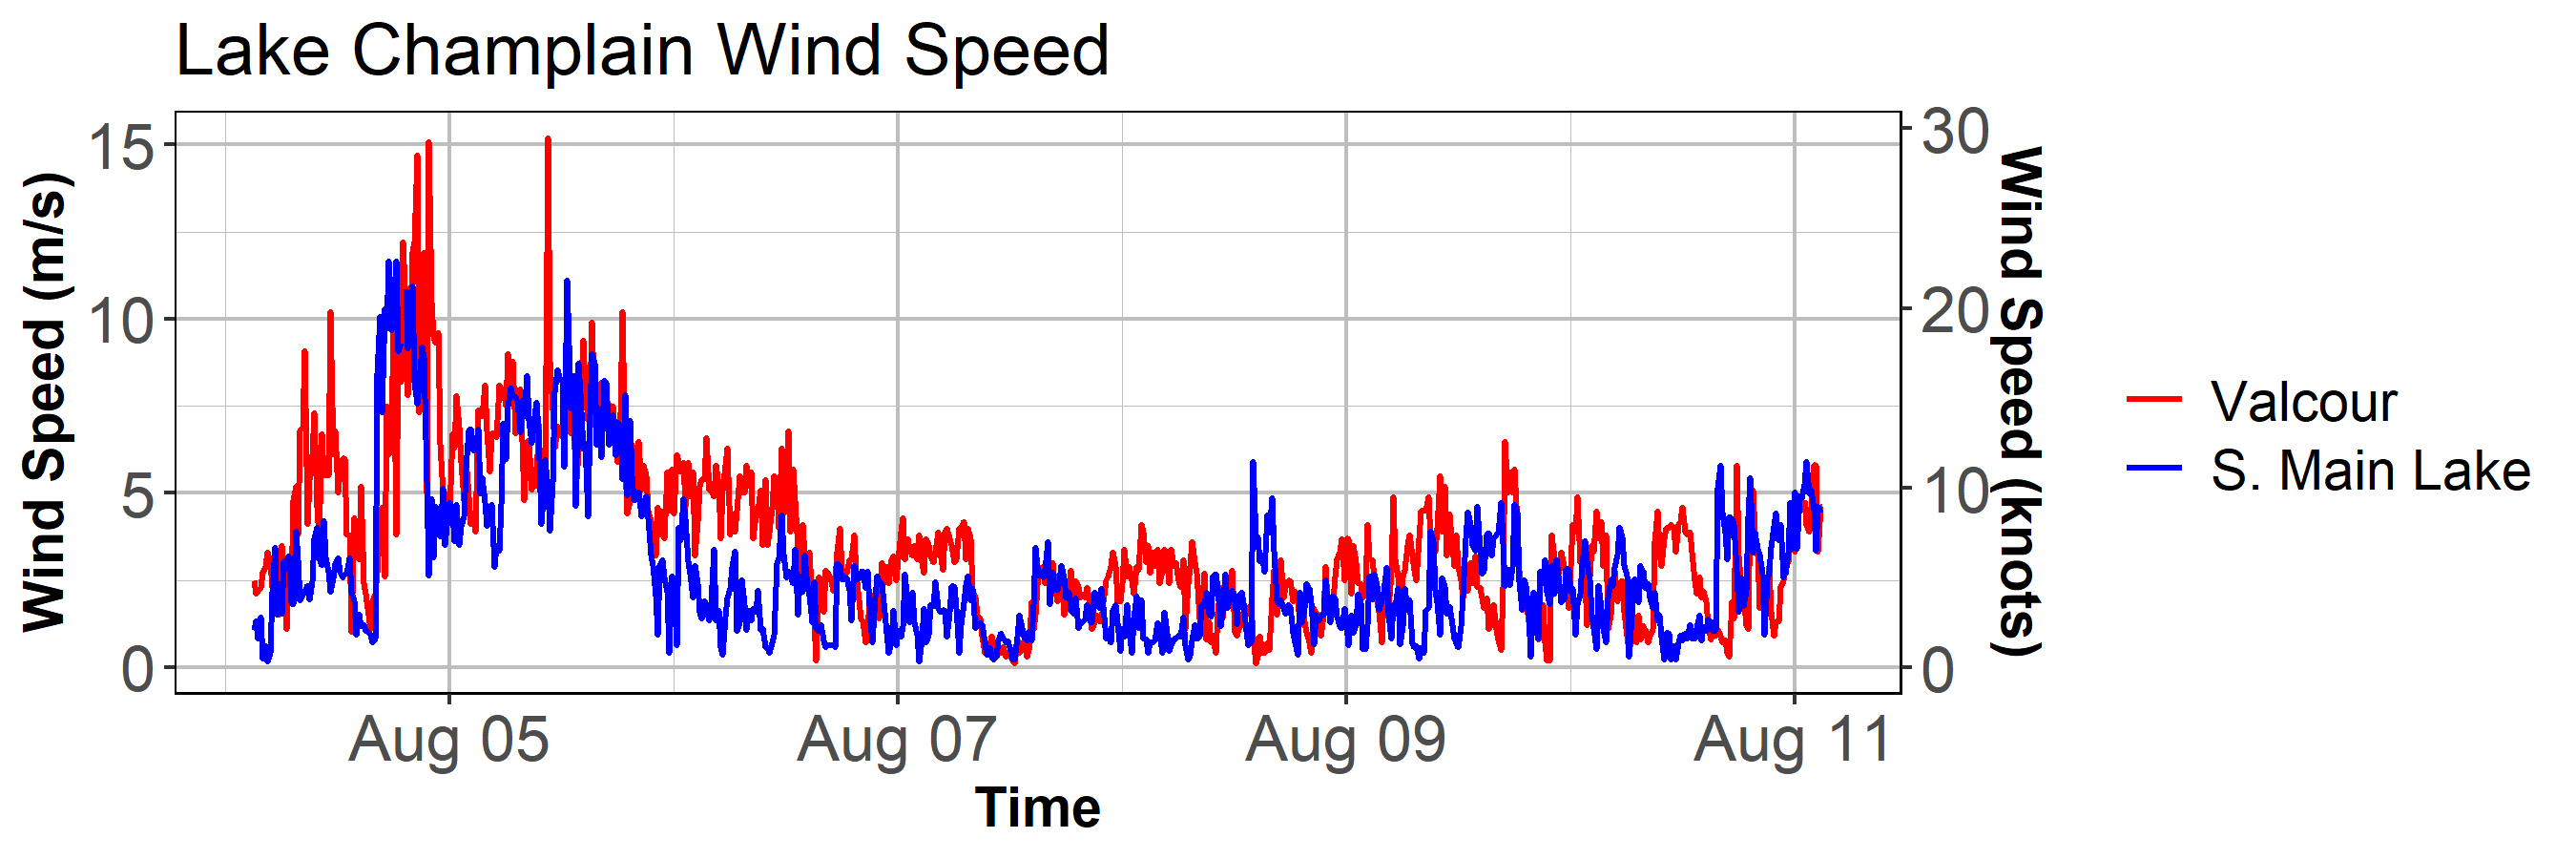 Lake Champlain Wind Speed
Wind Speed (m/s)
15
10
5
0
30
20
10
0
Wind Speed (knots)
Aug 05
Aug 07
Aug 09
Aug 11
Time
Valcour
S. Main Lake